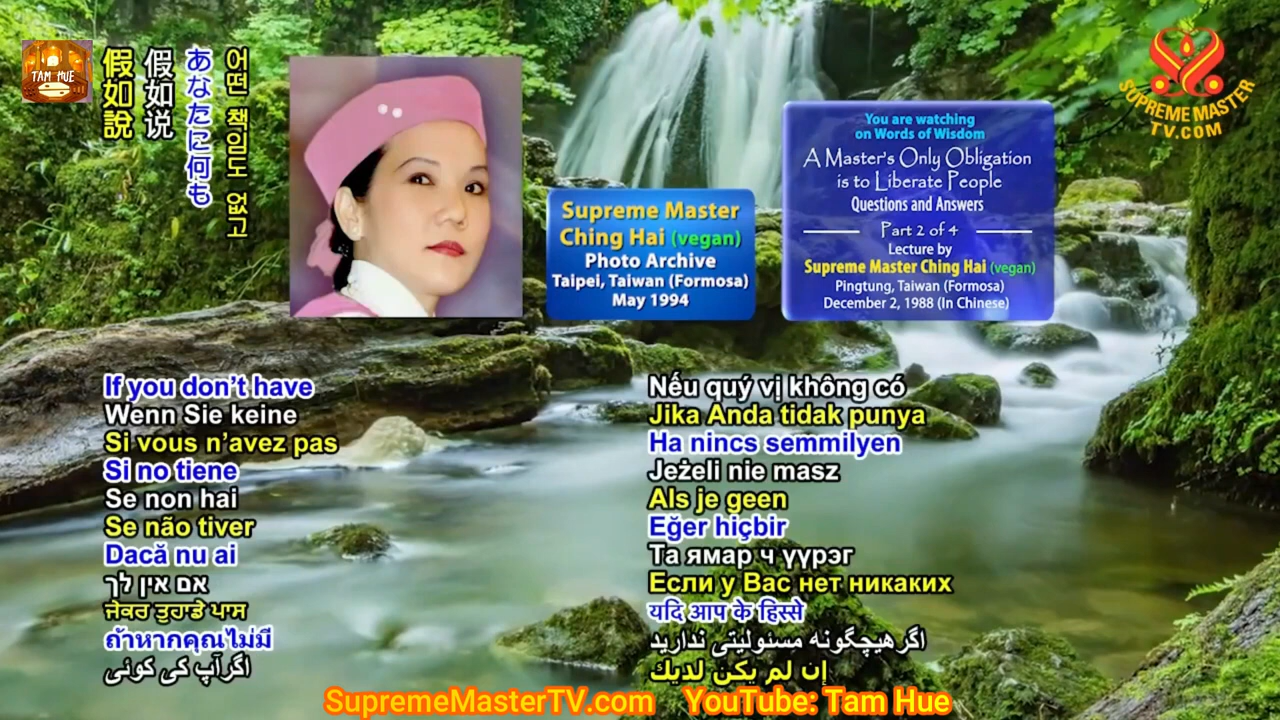 TAM HUE
假如說
假如说
あなたに何も
어떤 책임도 없고
Supreme Master
Ching Hai (vegan)
Photo Archive
Taipei, Taiwan (Formosa)
May 1994
You are watching
on Words of Wisdom
A Master's Only Obligation
is to Liberate People
Questions and Answers
Part 2 of 4
Lecture by
Supreme Master Ching Hai (vegan)
Pingtung, Taiwan (Formosa)
December 2, 1988 (In Chinese)
SUPREME MASTER
TV.COM
If you don't have
Wenn Sie keine
Si vous n'avez pas
Si no tiene
Se non hai
Se não tiver
Dacă nu ai
אם אין לך
ਜੇਕਰ ਤੁਹਾਡੇ ਪਾਸ
ถ้าหากคุณไม่มี
اگر آپ کی کوئی
Nếu quý vị không có
Jika Anda tidak punya
Ha nincs semmilyen
Jeżeli nie masz
Als je geen
Eğer hiçbir
Та ямар ч үүрэг
Если у Вас нет никаких
यदि आप के हिस्से
اگر هیچگونه مسئولیتی ندارید
إن لم يكن لديك
SupremeMasterTV.com YouTube: Tam Hue